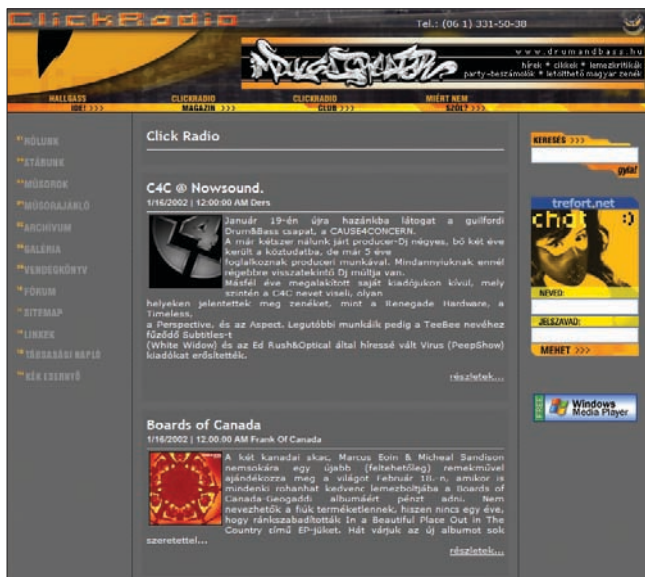 ClickRadio
Tel.: (06 1) 331-50-38
www.drumandbass.hu
hírek * cikkek * lemezkritikák
party-beszámolók * letölthető magyar zenék
HALLGASS
IDE! >>>
CLICKRADIO
MAGAZIN >>>
CLICKRADIO
CLUB >>>
MIÉRT NEM
SZÓL? >>>
RÓLUNK
SZTÁRUNK
MŰSOROK
MŰSORAJÁNLÓ
ARCHÍVUM
GALÉRIA
VENDÉGKÖNYV
FÓRUM
SITEMAP
LINKEK
TÁRSASÁGI NAPLÓ
KÉK EZERNYŐ
Click Radio
C4C @ Nowsound.
1/16/2002 | 12:00:00 AM Ders
Január 19-én újra hazánkba látogat a guilfordi
Drum&Bass csapat, a CAUSE4CONCERN.
A már kétszer nálunk járt producer-Dj négyes, bő két éve
került a köztudatba, de már 5 éve
foglalkoznak produceri munkával. Mindannyiuknak ennél
régebbre visszatekintő Dj múltja van.
Másfél éve megalakított saját kiadójukon kívül, mely
szintén a C4C nevet viseli, olyan
helyeken jelentettek meg zenéket, mint a Renegade Hardware, a
Timeless,
a Perspective, és az Aspect. Legutóbbi munkáik pedig a TeeBee nevéhez
fűződő Subtitles-t
(White Widow) és az Ed Rush&Optical által híressé vált Virus (PeepShow)
kiadókat erősítették.
részletek...
Boards of Canada
1/16/2002 | 12.00:00 AM Frank Of Canada
A két kanadai skac, Marcus Eoin & Micheal Sandison
nemsokára egy újabb (feltehetőleg) remekművel
ajándékozza meg a világot Február 18.-n, amikor is
mindenki rohanhat kedvenc lemezboltjába a Boards of
Canada-Geogaddi albumáért pénzt adni. Nem
nevezhetők a fiúk terméketlennek, hiszen nincs egy éve,
hogy ránkszabadították In a Beautiful Place Out in The
Country című EP-jüket. Hát várjuk az új albumot sok
szeretettel...
részletek...
KERESÉS >>>
gyía!
trefort.net
chat :)
NEVED:
JELSZAVAD:
MEHET >>>
FREE
Windows
Media Player